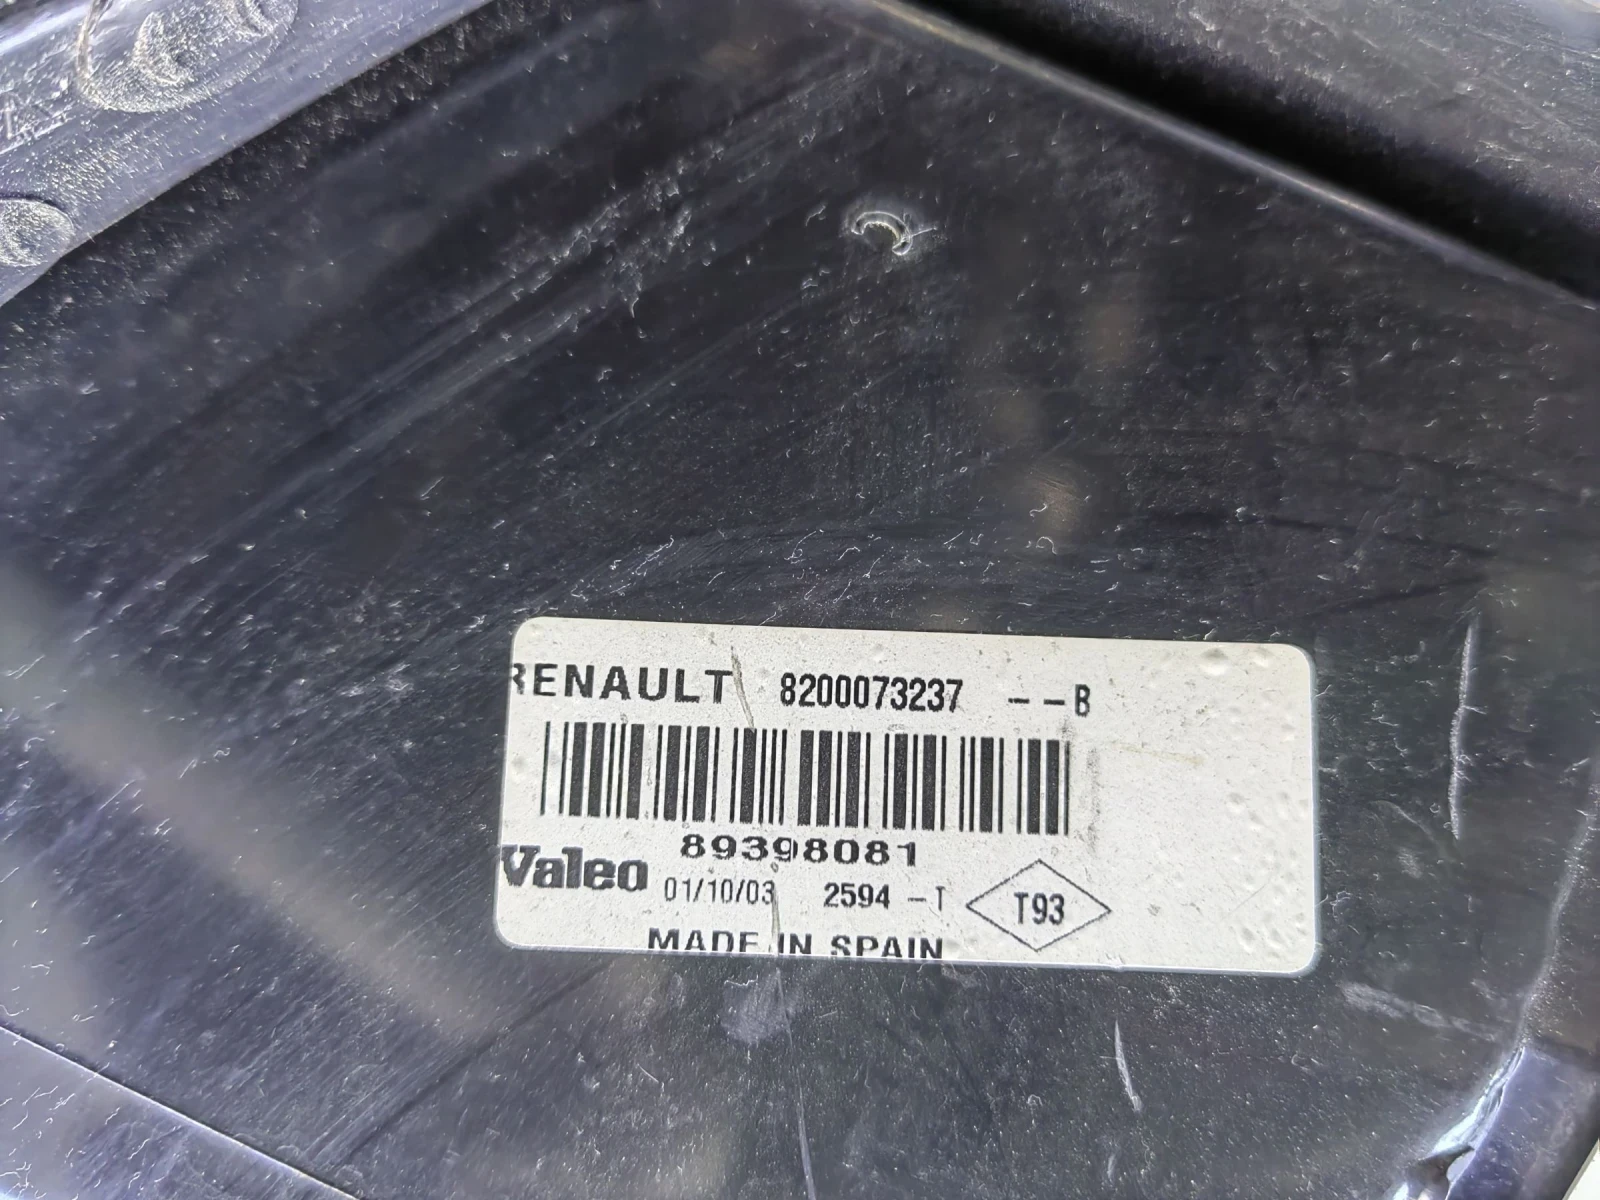 RENAULT 8200073237 --B
89398081
Valeo 01/10/03 2594 -T T93
MADE IN SPAIN